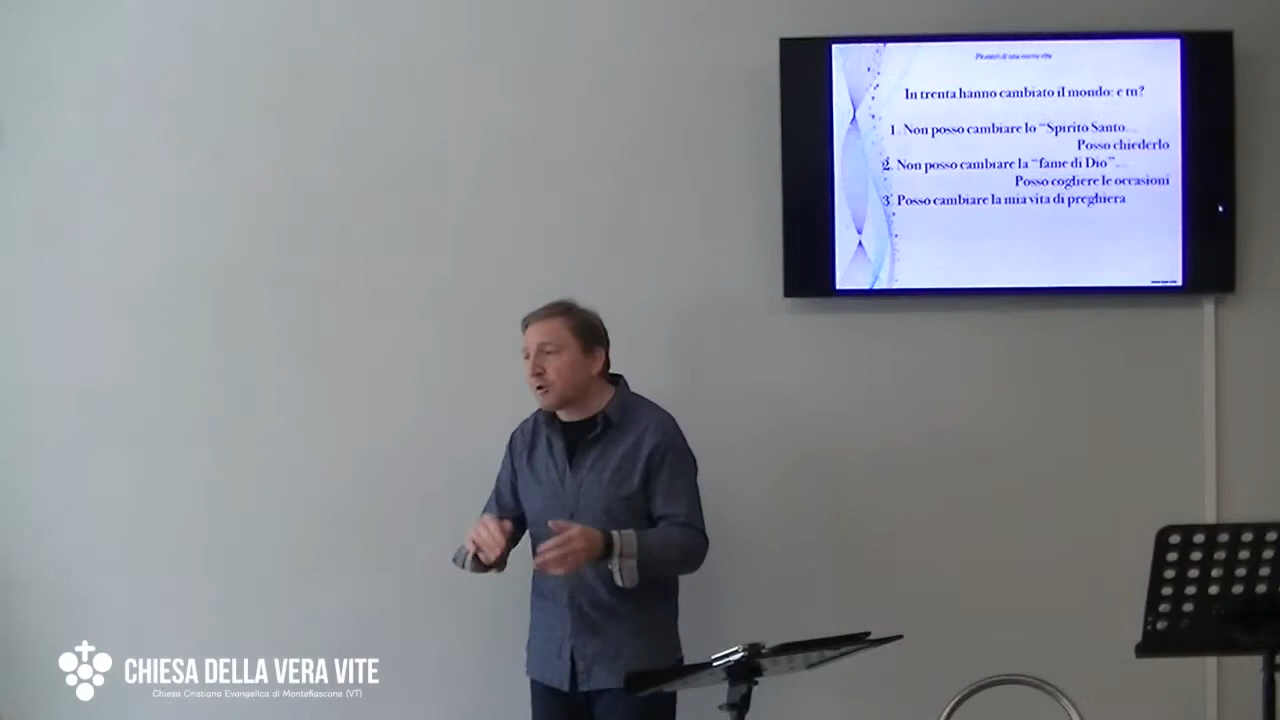 In trenta hanno cambiato il mondo: e tu?
1. Non posso cambiare lo “Spirito Santo
Posso chiederlo
2. Non posso cambiare la “fame di Dio”.
Posso cogliere le occasioni
3. Posso cambiare la mia vita di preghiera
CHIESA DELLA VERA VITE
Chiesa Cristiana Evangelica di Montefiascone (VT)